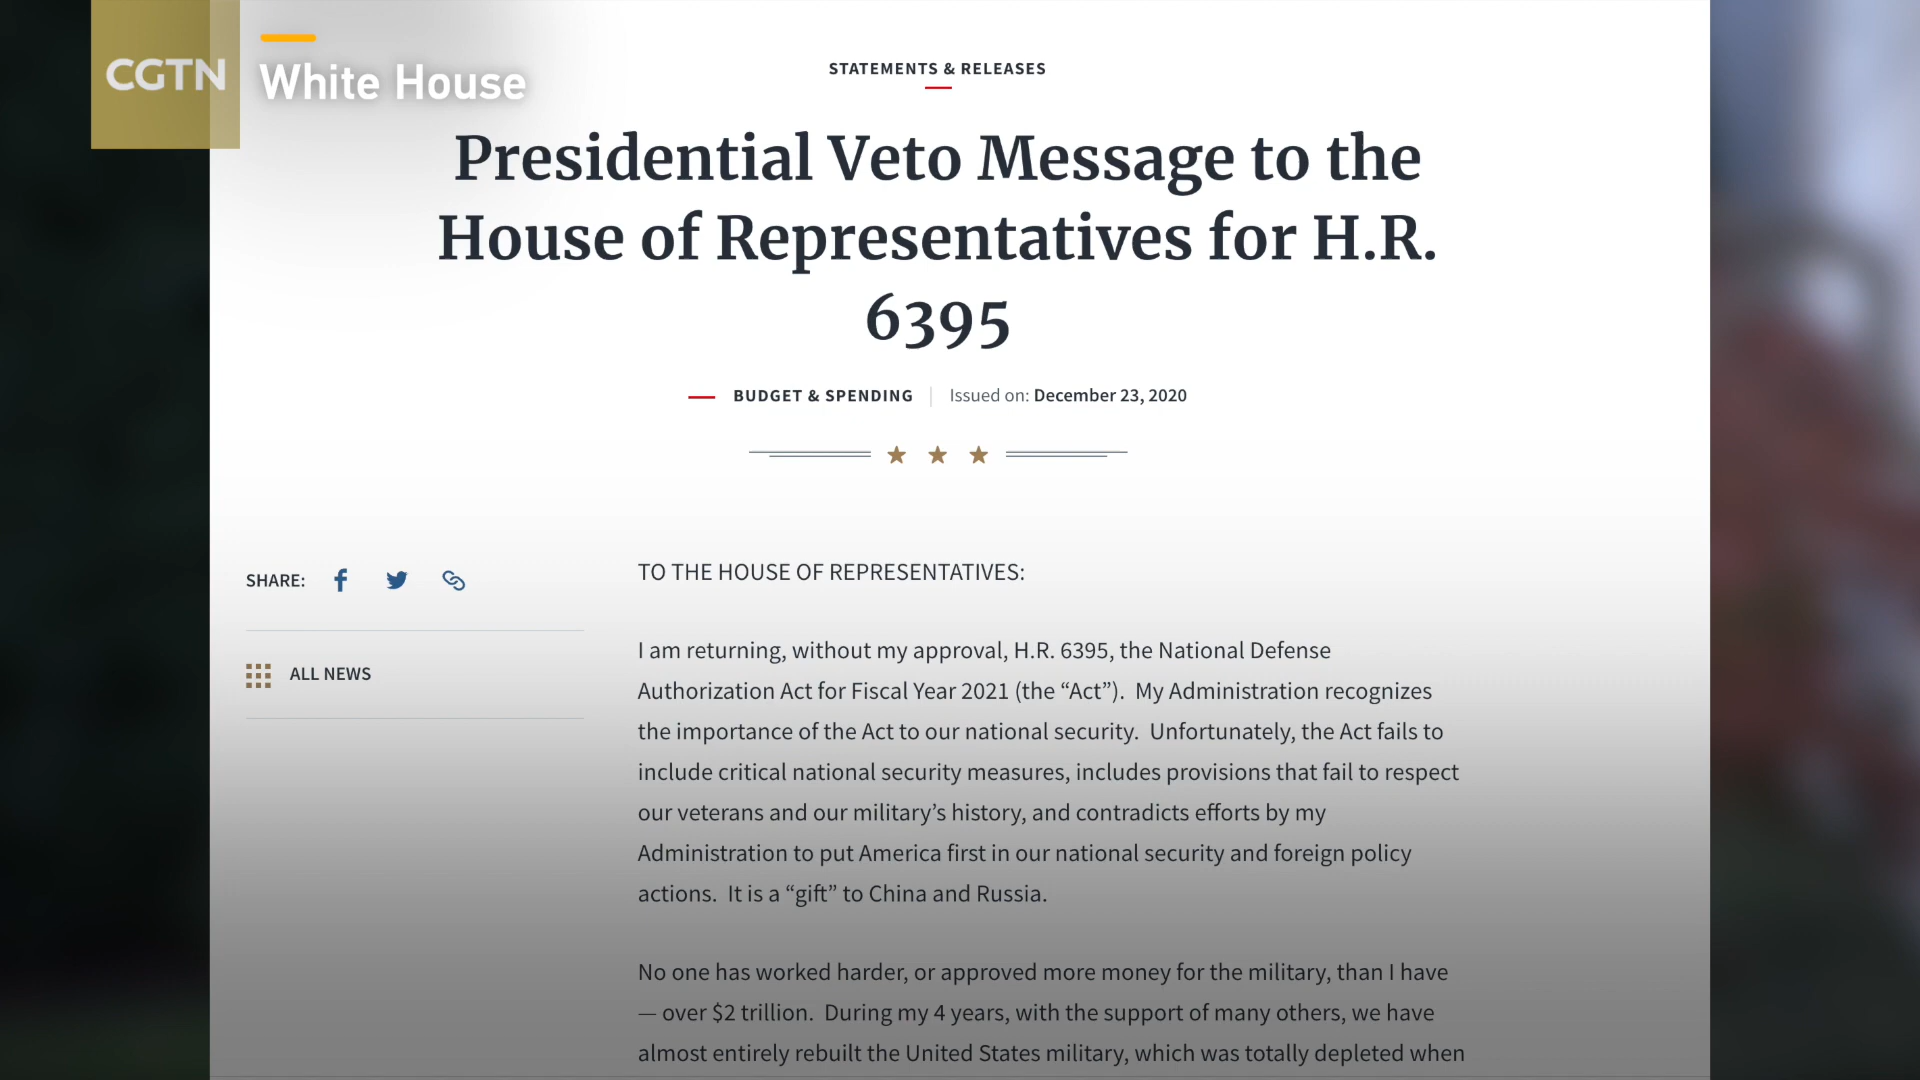 CGTN
White House
STATEMENTS & RELEASES
Presidential Veto Message to the
House of Representatives for H.R.
6395
BUDGET & SPENDING
Issued on: December 23, 2020
SHARE:
ALL NEWS
TO THE HOUSE OF REPRESENTATIVES:
I am returning, without my approval, H.R. 6395, the National Defense
Authorization Act for Fiscal Year 2021 (the “Act”).  My Administration recognizes
the importance of the Act to our national security.  Unfortunately, the Act fails to
include critical national security measures, includes provisions that fail to respect
our veterans and our military’s history, and contradicts efforts by my
Administration to put America first in our national security and foreign policy
actions.  It is a “gift” to China and Russia.
No one has worked harder, or approved more money for the military, than I have
— over $2 trillion.  During my 4 years, with the support of many others, we have
almost entirely rebuilt the United States military, which was totally depleted when